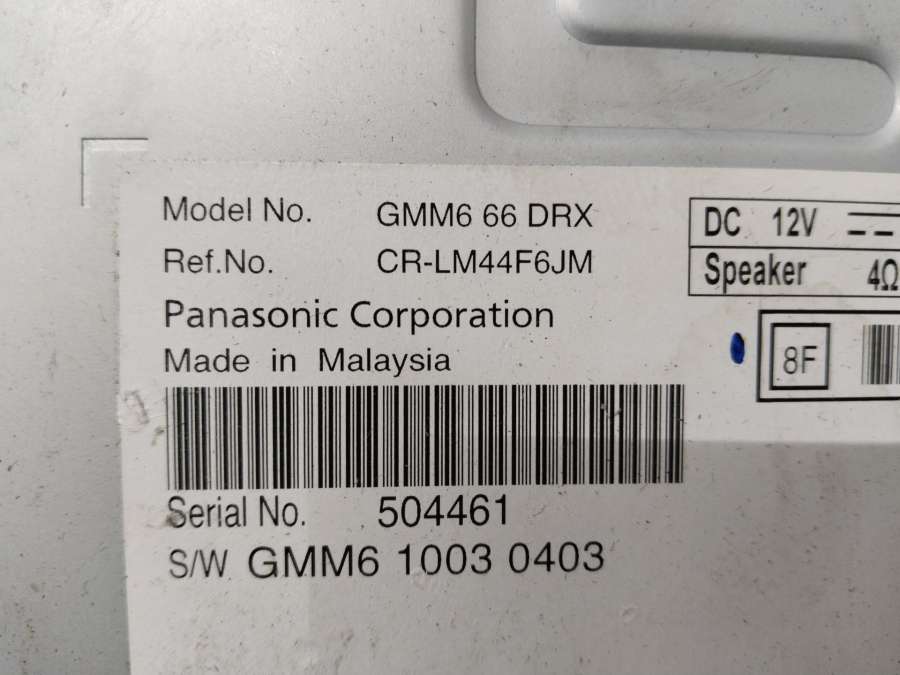 Model No. GMM6 66 DRX
Ref.No. CR-LM44F6JM
Panasonic Corporation
Made in Malaysia
Serial No. 504461
S/W GMM6 1003 0403
DC 12V
Speaker 4Ω
8F